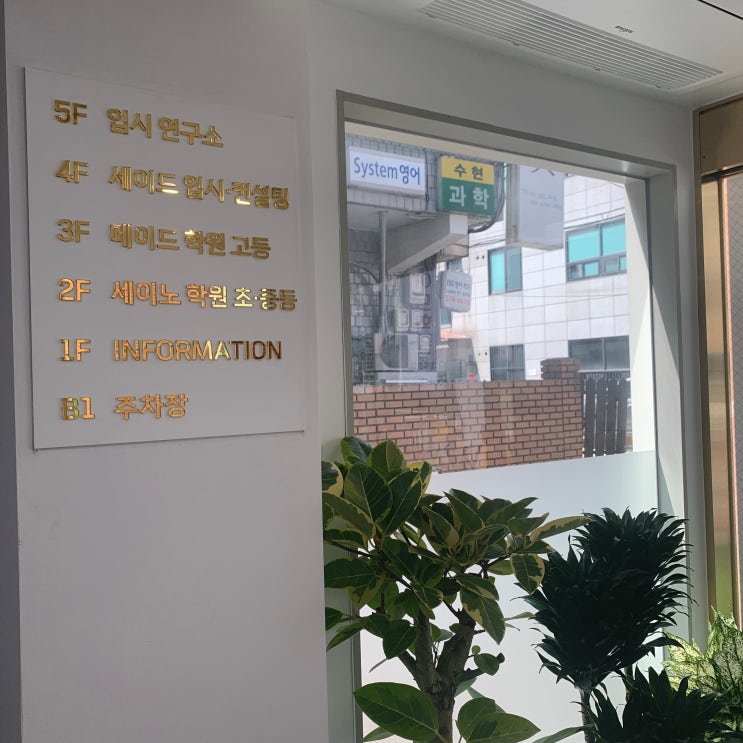 5F 입시 연구소
4F 세이드 입시·컨설팅
3F 메이드 학원 고등
2F 세이노 학원 초·중등
1F INFORMATION
B1 주차장
System영어
수현
과학